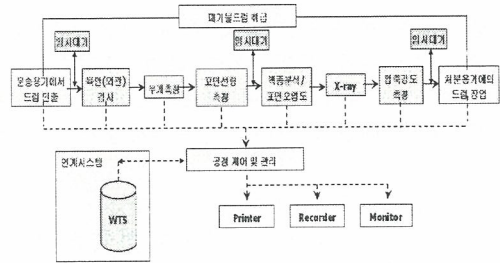 폐기물드럼 취급
임시대기
임시대기
임시대기
운송용기에서
드럼 인출
육안(외관)
검사
무게측정
표면선량
측정
핵종분석/
표면오염도
X-ray
압축강도
측정
처분용기에의
드럼 장입
연계시스템
공정 제어 및 관리
WTS
Printer
Recorder
Monitor